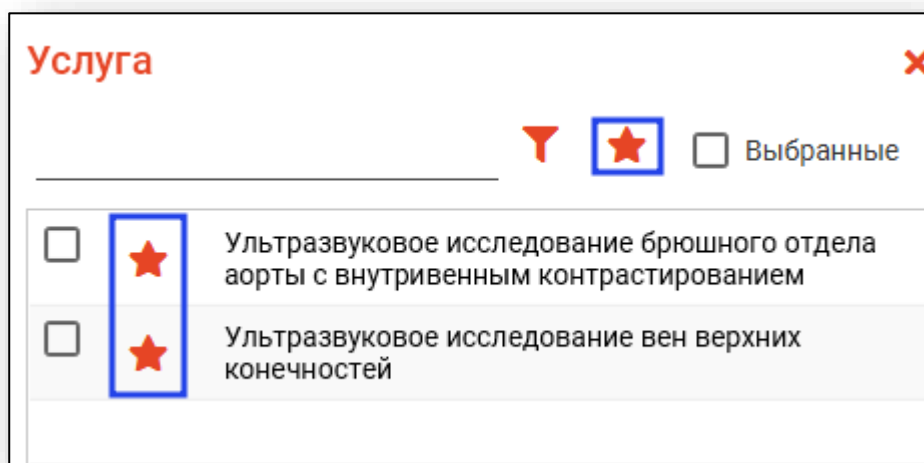 Услуга
Выбранные
Ультразвуковое исследование брюшного отдела
аорты с внутривенным контрастированием
Ультразвуковое исследование вен верхних
конечностей